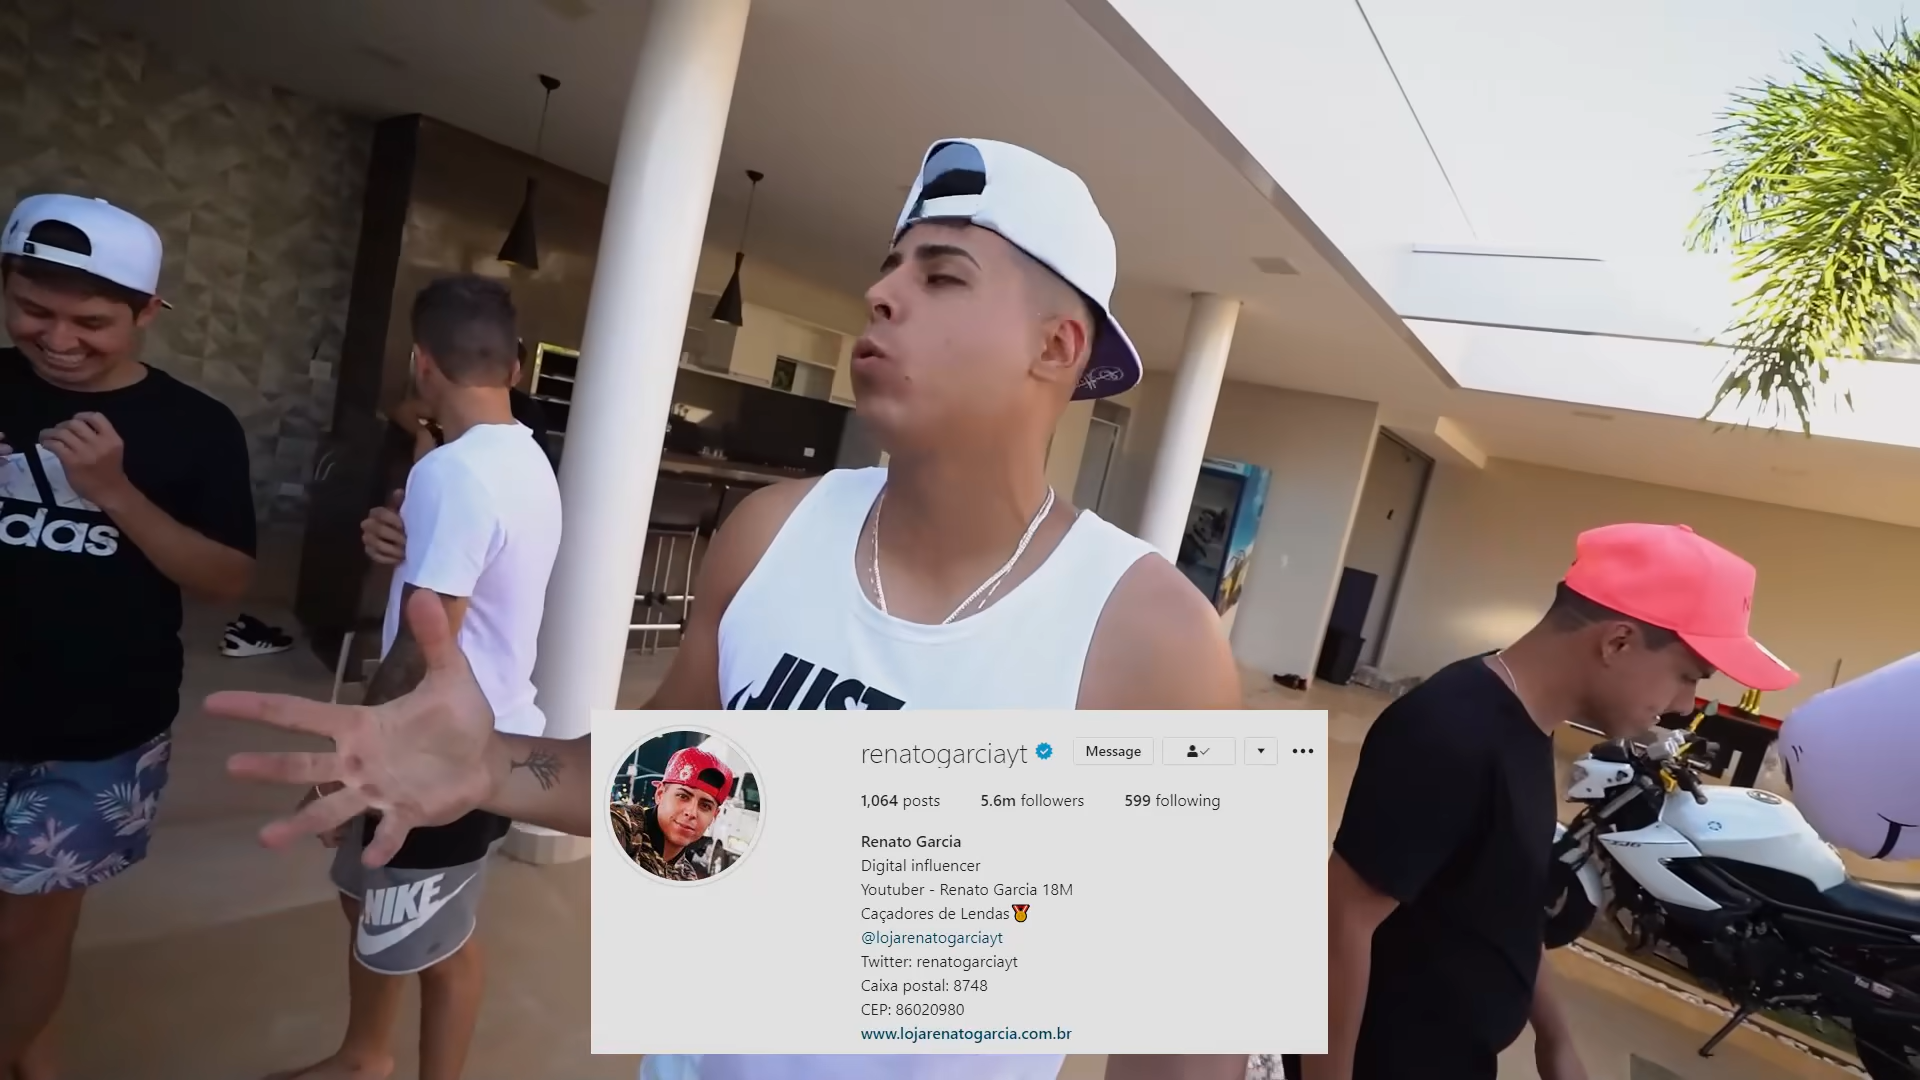 das
JUST
NIKE
XJ6
renatogarciayt
Message
1,064 posts 5.6m followers 599 following
Renato Garcia
Digital influencer
Youtuber - Renato Garcia 18M
Caçadores de Lendas🏅
@lojarenatogarciayt
Twitter: renatogarciayt
Caixa postal: 8748
CEP: 86020980
www.lojarenatogarcia.com.br